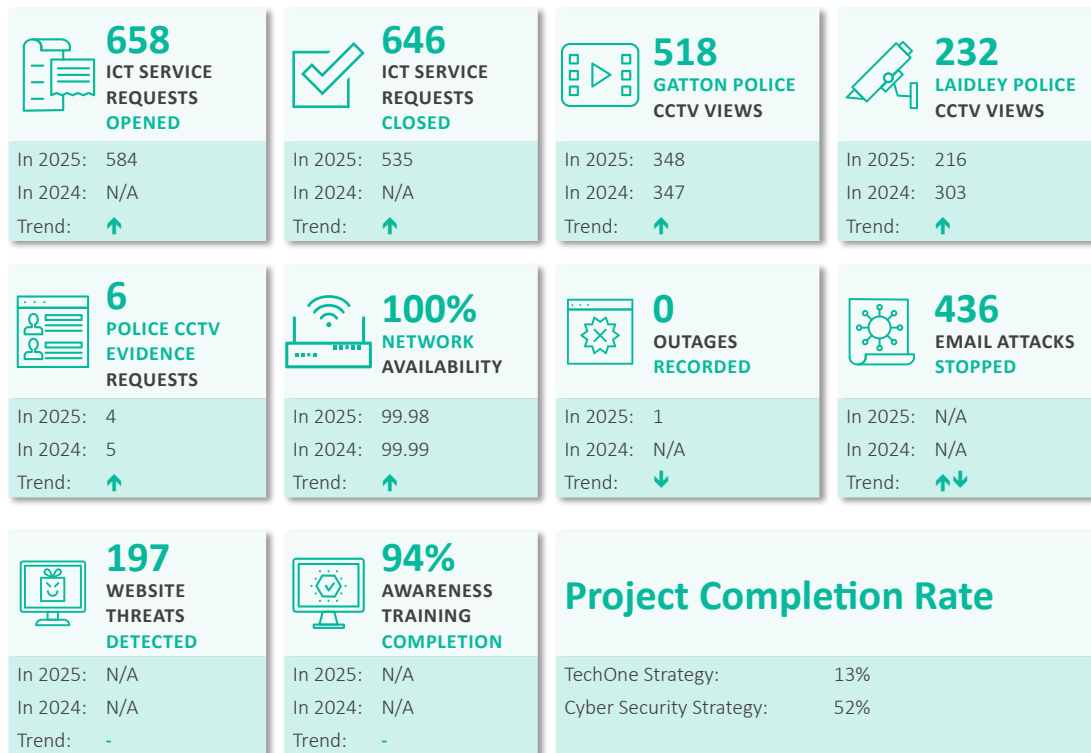 658
ICT SERVICE
REQUESTS
OPENED
In 2025: 584
In 2024: N/A
Trend: ↑
646
ICT SERVICE
REQUESTS
CLOSED
In 2025: 535
In 2024: N/A
Trend: ↑
518
GATTON POLICE
CCTV VIEWS
In 2025: 348
In 2024: 347
Trend: ↑
232
LAIDLEY POLICE
CCTV VIEWS
In 2025: 216
In 2024: 303
Trend: ↑
6
POLICE CCTV
EVIDENCE
REQUESTS
In 2025: 4
In 2024: 5
Trend: ↑
100%
NETWORK
AVAILABILITY
In 2025: 99.98
In 2024: 99.99
Trend: ↑
0
OUTAGES
RECORDED
In 2025: 1
In 2024: N/A
Trend: ↓
436
EMAIL ATTACKS
STOPPED
In 2025: N/A
In 2024: N/A
Trend: ↑↓
197
WEBSITE
THREATS
DETECTED
In 2025: N/A
In 2024: N/A
Trend: -
94%
AWARENESS
TRAINING
COMPLETION
In 2025: N/A
In 2024: N/A
Trend: -
Project Completion Rate
TechOne Strategy: 13%
Cyber Security Strategy: 52%